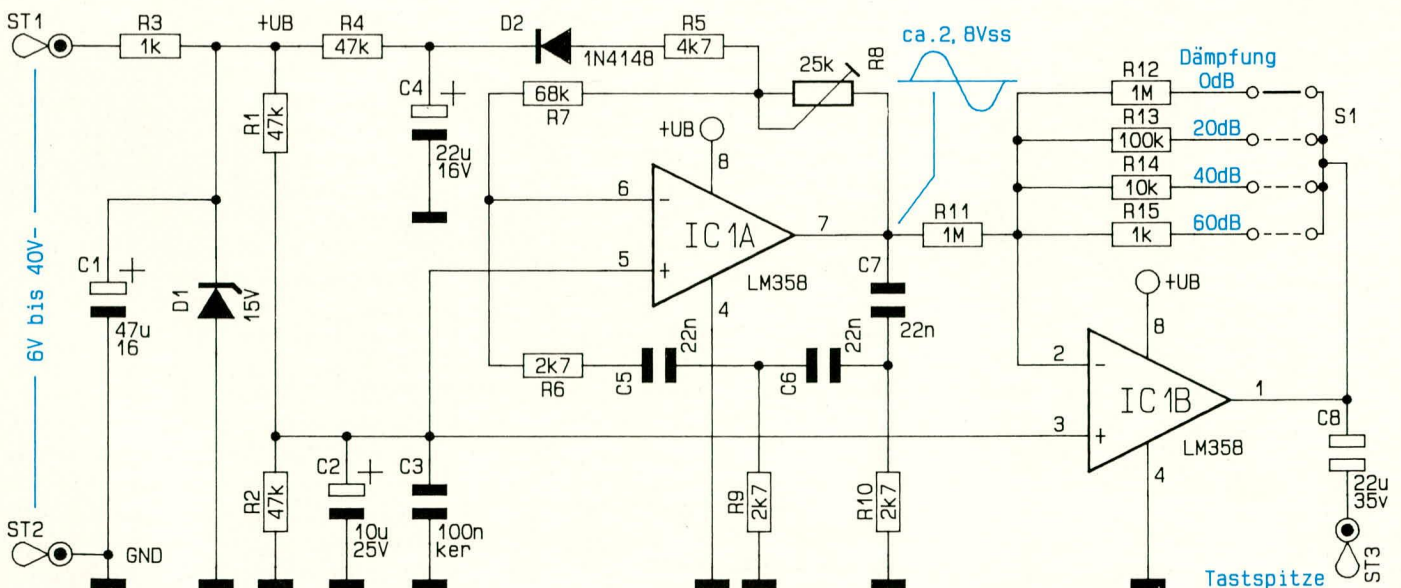 ST1
R3
1k
+UB
R4
47k
D2
1N4148
R5
4k7
25k
R8
ca.2,8Vss
Dämpfung
0dB
R12
1M
S1
R13
100k
20dB
R14
10k
40dB
R15
1k
60dB
R1
47k
C4
+
22u
16V
68k
R7
+UB
8
6
-
IC1A
7
5
+
LM358
4
R11
1M
6V bis 40V-
C1
+
47u
16
D1
15V
C7
22n
+UB
8
2k7
R6
C5
22n
C6
22n
2
-
IC1B
1
3
+
LM358
4
C8
22u
35V
R2
47k
C2
+
10u
25V
C3
100n
ker
R9
2k7
R10
2k7
ST2
GND
Tastspitze
ST3